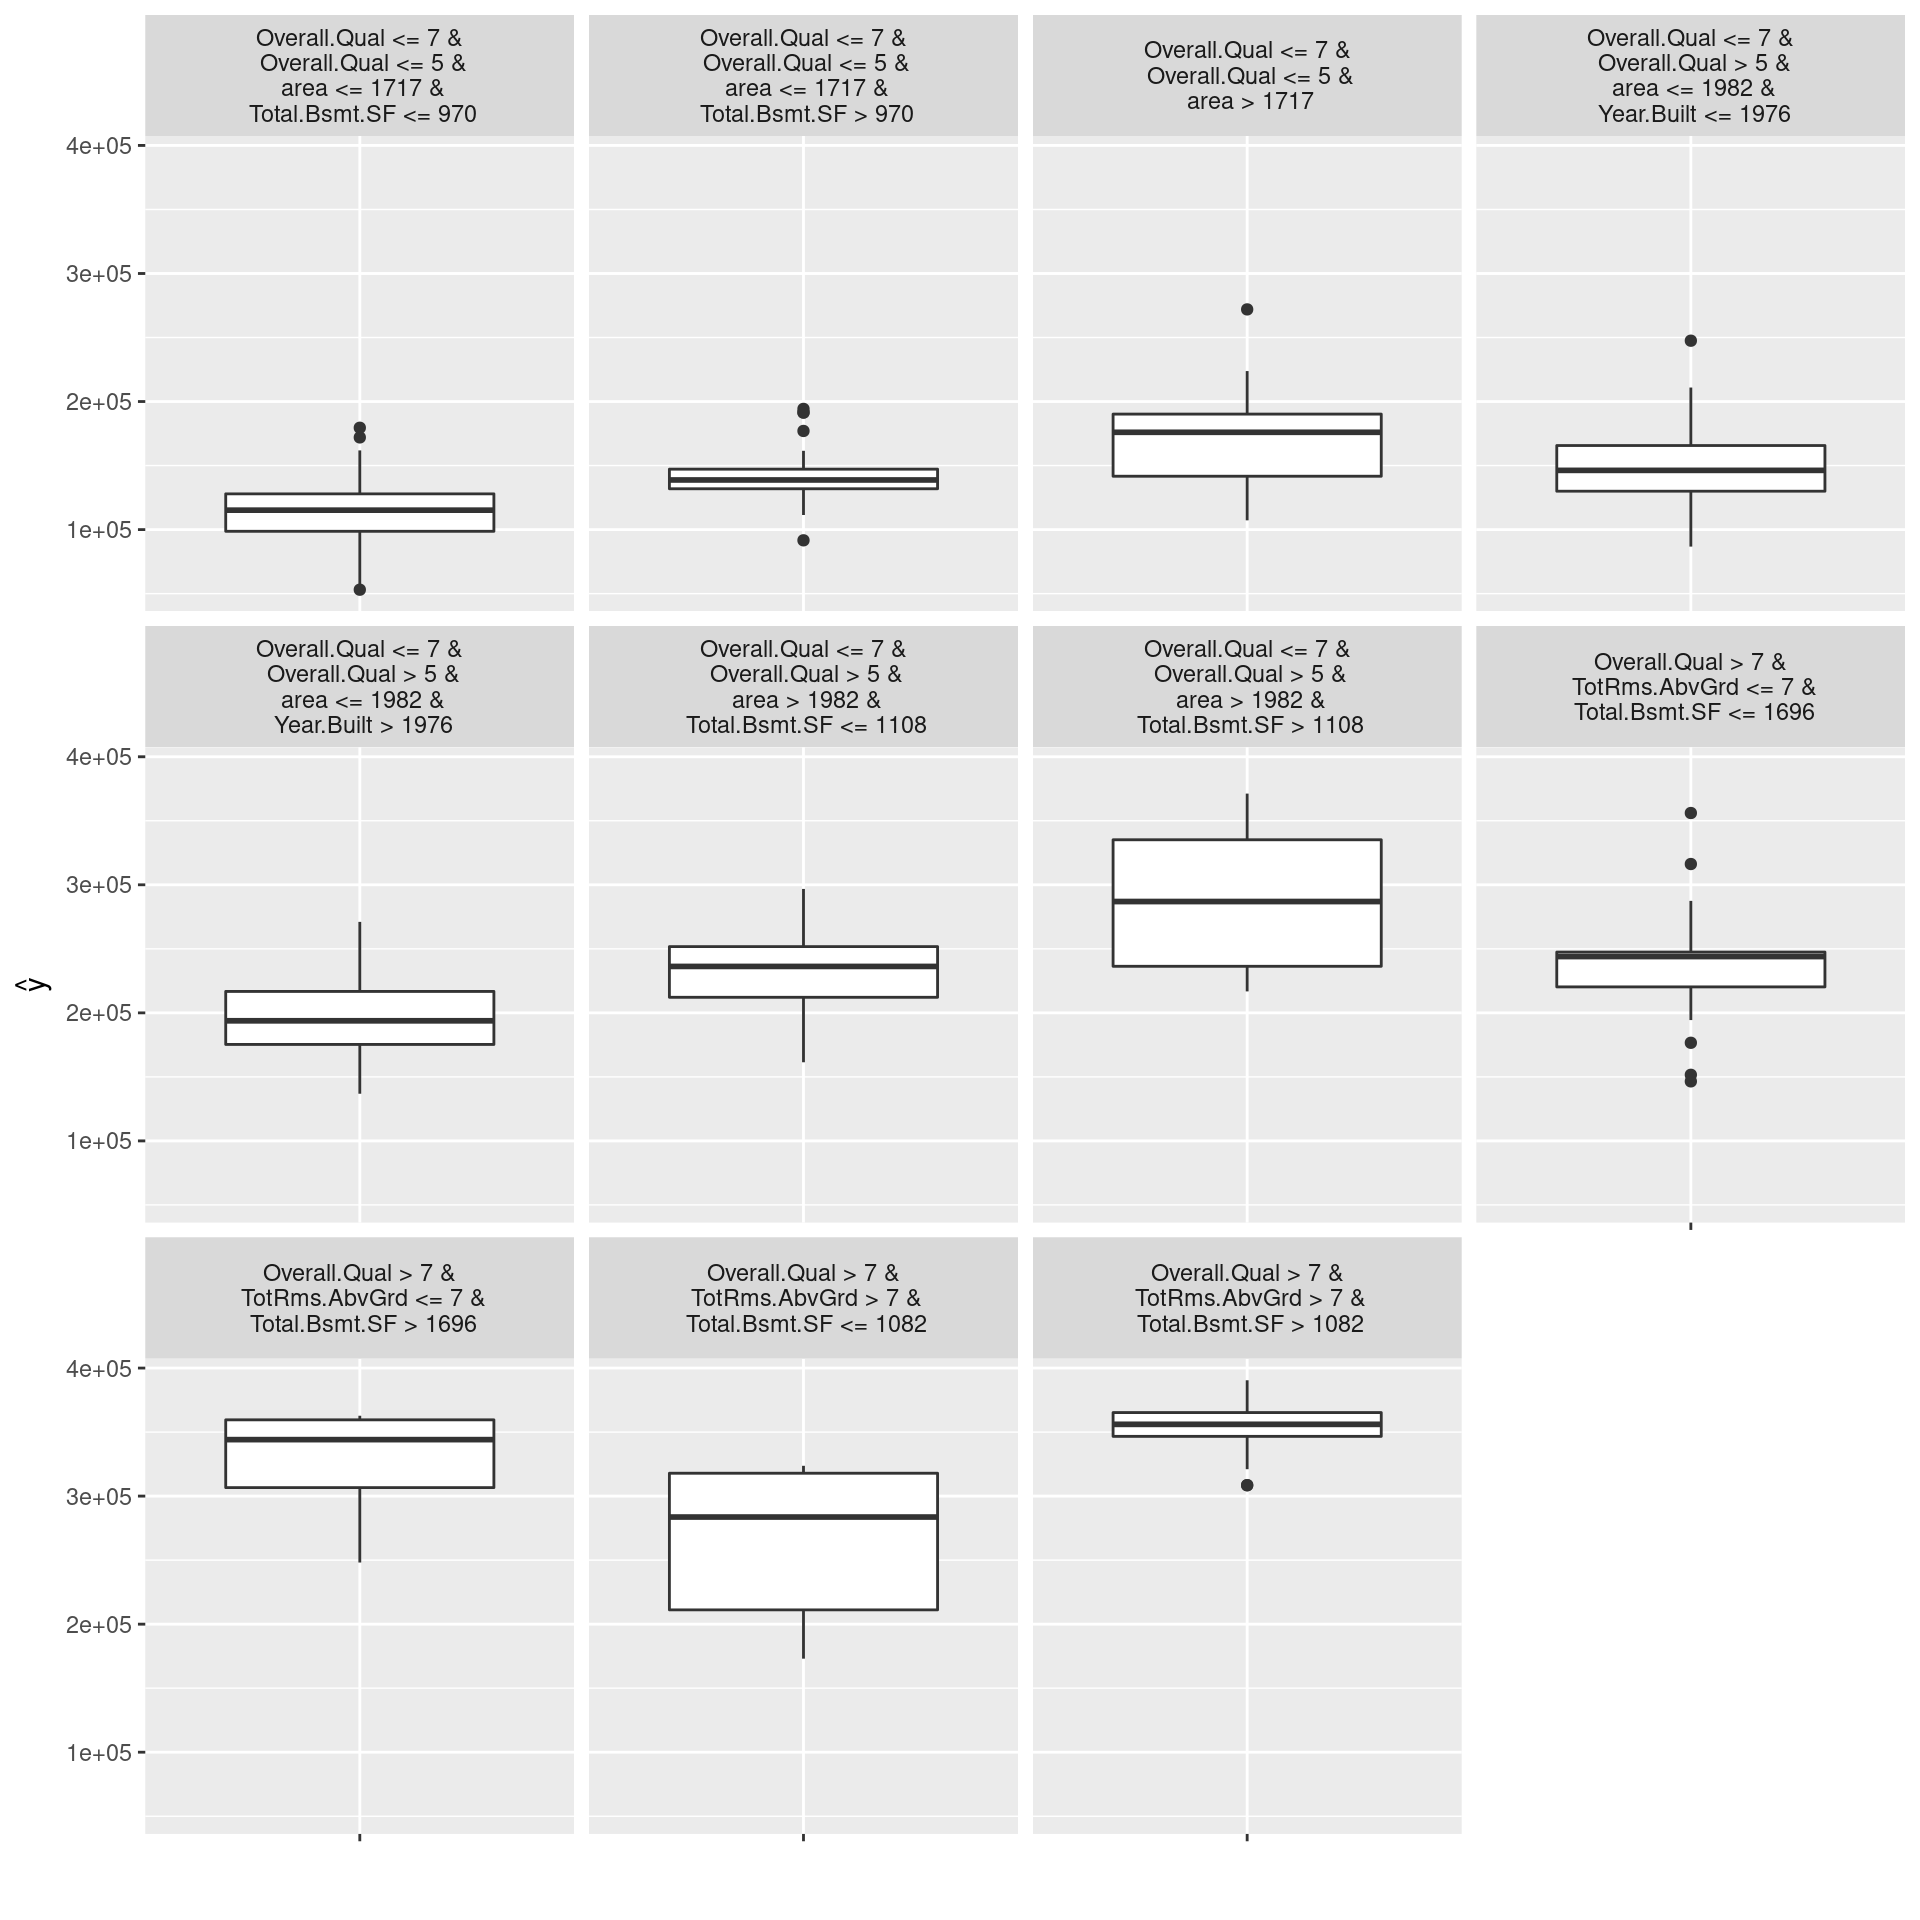 Overall.Qual <= 7 &
Overall.Qual <= 5 &
area <= 1717 &
Total.Bsmt.SF <= 970
Overall.Qual <= 7 &
Overall.Qual <= 5 &
area <= 1717 &
Total.Bsmt.SF > 970
Overall.Qual <= 7 &
Overall.Qual <= 5 &
area > 1717
Overall.Qual <= 7 &
Overall.Qual > 5 &
area <= 1982 &
Year.Built <= 1976
4e+05
3e+05
2e+05
1e+05
Overall.Qual <= 7 &
Overall.Qual > 5 &
area <= 1982 &
Year.Built > 1976
Overall.Qual <= 7 &
Overall.Qual > 5 &
area > 1982 &
Total.Bsmt.SF <= 1108
Overall.Qual <= 7 &
Overall.Qual > 5 &
area > 1982 &
Total.Bsmt.SF > 1108
Overall.Qual > 7 &
TotRms.AbvGrd <= 7 &
Total.Bsmt.SF <= 1696
4e+05
3e+05
2e+05
1e+05
ŷ
Overall.Qual > 7 &
TotRms.AbvGrd <= 7 &
Total.Bsmt.SF > 1696
Overall.Qual > 7 &
TotRms.AbvGrd > 7 &
Total.Bsmt.SF <= 1082
Overall.Qual > 7 &
TotRms.AbvGrd > 7 &
Total.Bsmt.SF > 1082
4e+05
3e+05
2e+05
1e+05